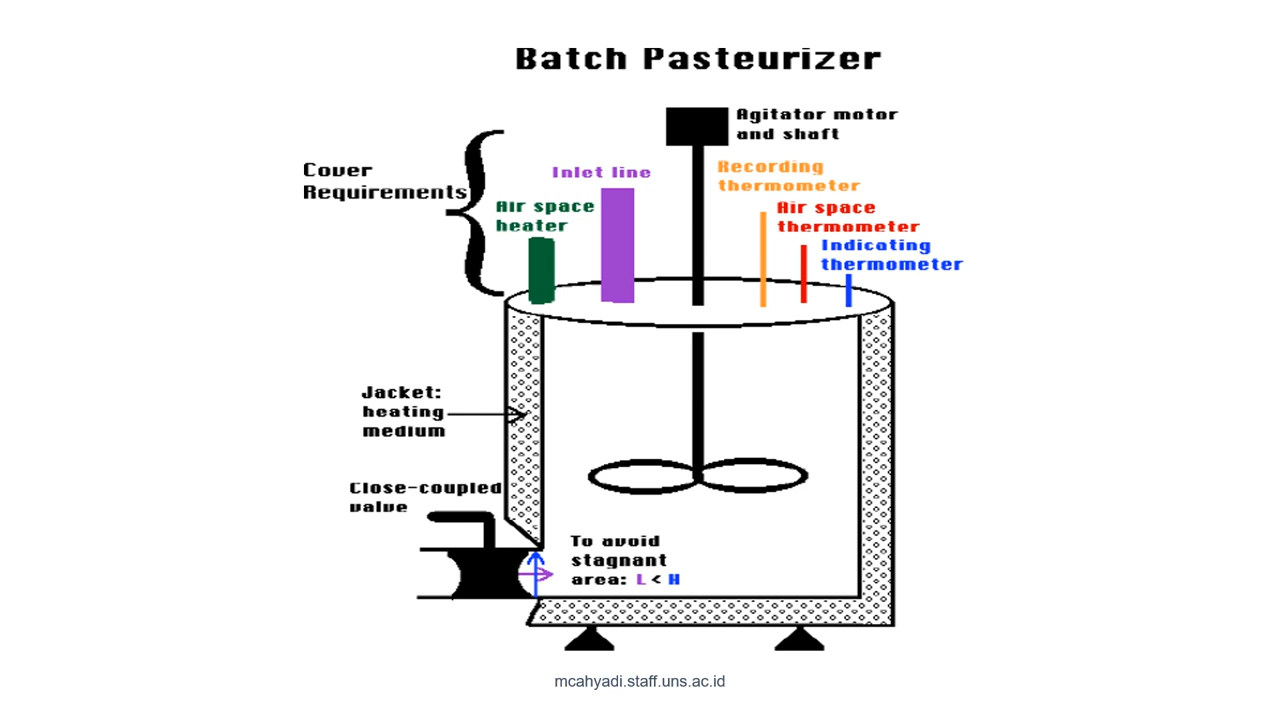 Batch Pasteurizer
Agitator motor
and shaft
Cover
Requirements
Inlet line
Recording
thermometer
Air space
heater
Air space
thermometer
Indicating
thermometer
Jacket:
heating
medium
Close-coupled
valve
To avoid
stagnant
area: L < H
mcahyadi.staff.uns.ac.id